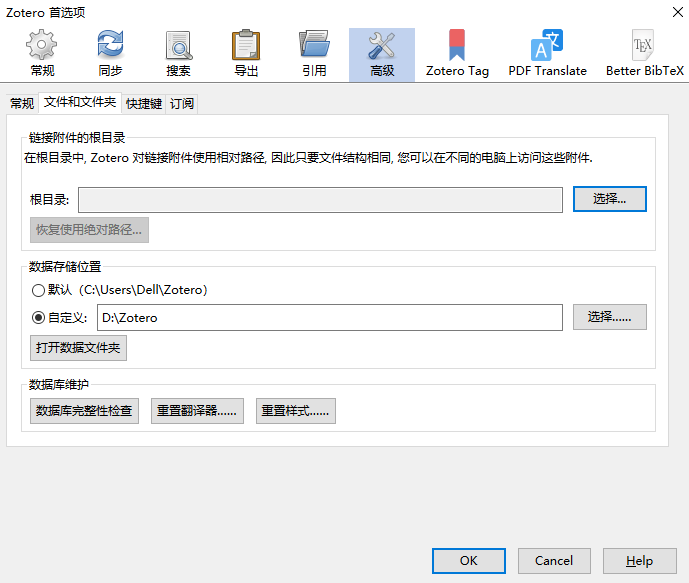 Zotero 首选项
常规
同步
搜索
导出
引用
高级
Zotero Tag
PDF Translate
Better BibTeX
常规 文件和文件夹 快捷键 订阅
链接附件的根目录
在根目录中, Zotero 对链接附件使用相对路径, 因此只要文件结构相同, 您可以在不同的电脑上访问这些附件.
根目录: 选择...
恢复使用绝对路径...
数据存储位置
默认（C:\Users\Dell\Zotero）
自定义: D:\Zotero 选择......
打开数据文件夹
数据库维护
数据库完整性检查 重置翻译器...... 重置样式......
OK Cancel Help